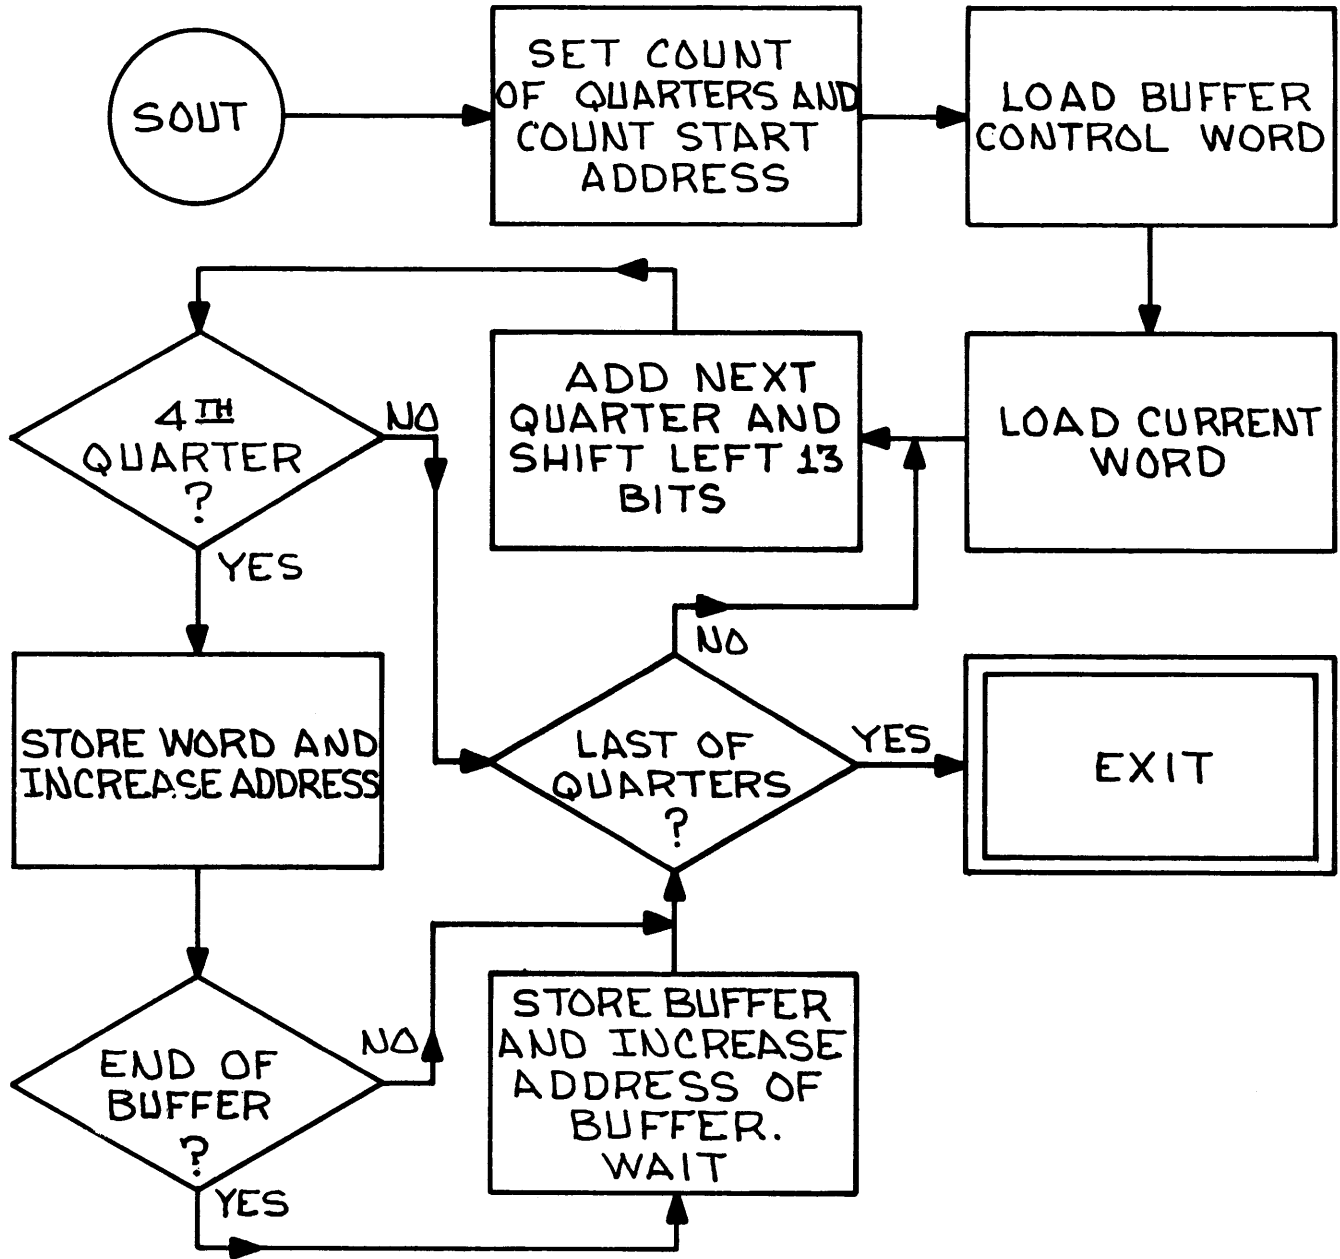 SOUT
SET COUNT
OF QUARTERS AND
COUNT START
ADDRESS
LOAD BUFFER
CONTROL WORD
4TH
QUARTER
?
NO
YES
ADD NEXT
QUARTER AND
SHIFT LEFT 13
BITS
LOAD CURRENT
WORD
STORE WORD AND
INCREASE ADDRESS
NO
LAST OF
QUARTERS
?
YES
EXIT
END OF
BUFFER
?
NO
YES
STORE BUFFER
AND INCREASE
ADDRESS OF
BUFFER.
WAIT